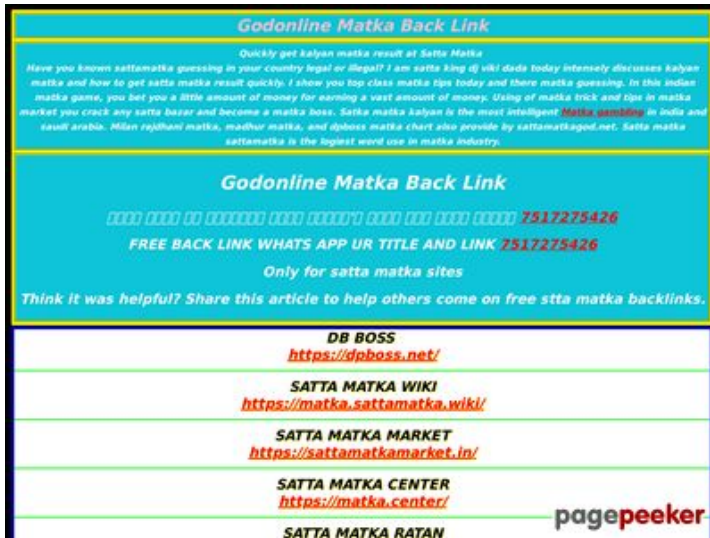 Godonline Matka Back Link
Quickly get kalyan matka result at Satta Matka
Have you known sattamatka guessing in your country legal or illegal? I am satta king dj viki dada today intensely discusses kalyan
matka and how to get satta matka result quickly. I show you top class matka tips today and there matka guessing. In this indian
matka game, you bet you a little amount of money for earning a vast amount of money. Using of matka trick and tips in matka
market you crack any satta bazar and become a matka boss. Satka matka kalyan is the most intelligent Matka gambling in india and
saudi arabia. Milan rajdhani matka, madhur matka, and dpboss matka chart also provide by sattamatkagod.net. Satta matka
sattamatka is the logiest word use in matka industry.
Godonline Matka Back Link
7517275426
FREE BACK LINK WHATS APP UR TITLE AND LINK 7517275426
Only for satta matka sites
Think it was helpful? Share this article to help others come on free stta matka backlinks.
DB BOSS
https://dpboss.net/
SATTA MATKA WIKI
https://matka.sattamatka.wiki/
SATTA MATKA MARKET
https://sattamatkamarket.in/
SATTA MATKA CENTER
https://matka.center/
SATTA MATKA RATAN
pagepeeker